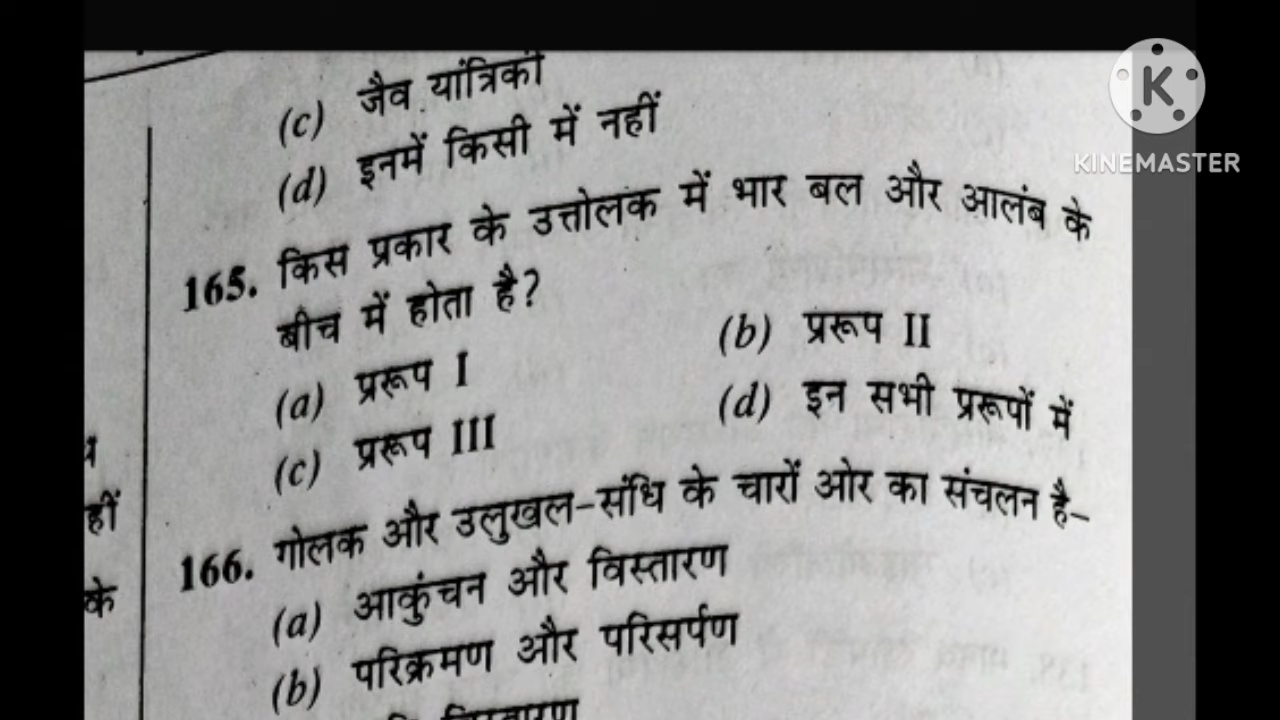 (c) जैव यांत्रिकी
(d) इनमें किसी में नहीं
165. किस प्रकार के उत्तोलक में भार बल और आलंब के
बीच में होता है?
(a) प्ररूप I
(b) प्ररूप II
(c) प्ररूप III
(d) इन सभी प्ररूपों में
166. गोलक और उलुखल-संधि के चारों ओर का संचलन है-
(a) आकुंचन और विस्तारण
(b) परिक्रमण और परिसर्पण
हीं
के
KINEMASTER